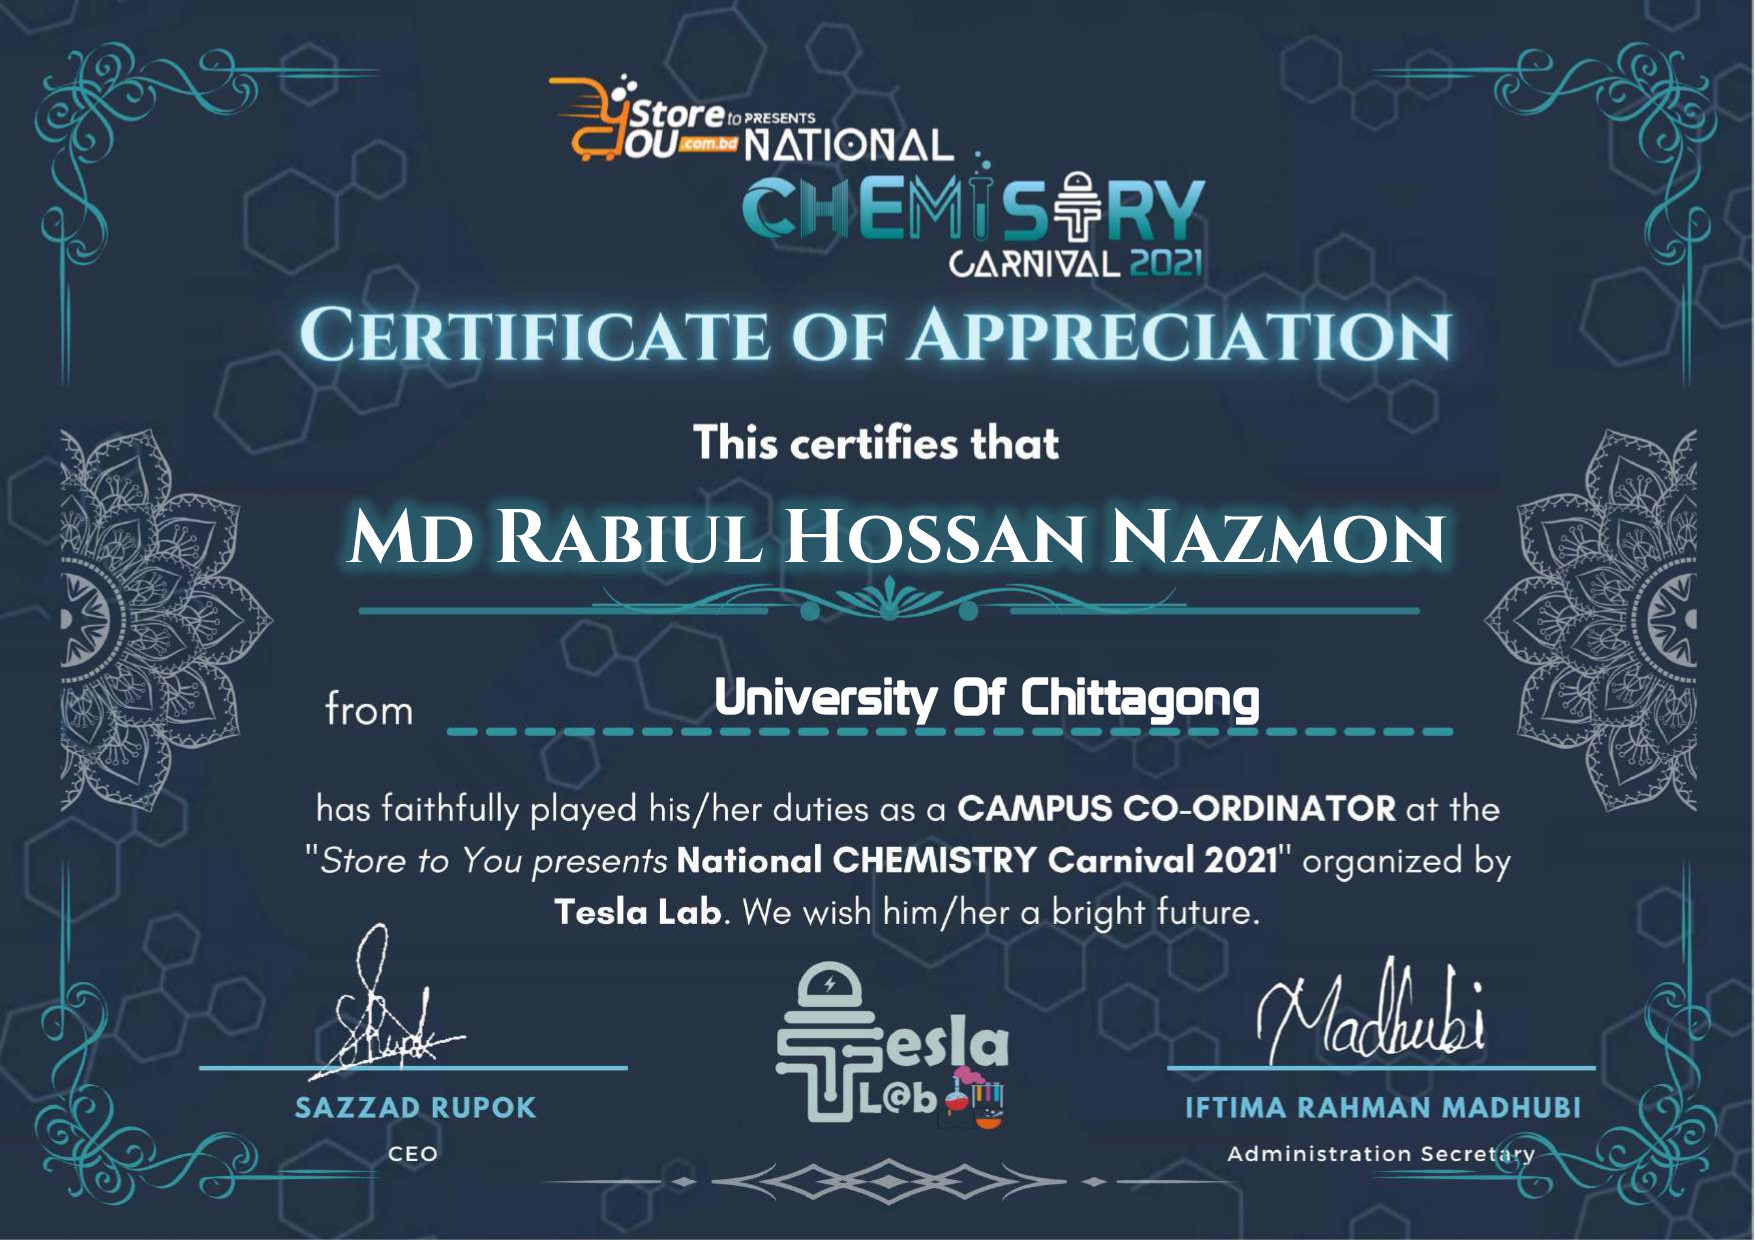 Store to PRESENTS
YOU .com.bd NATIONAL
CHEMISTRY
CARNIVAL 2021
CERTIFICATE OF APPRECIATION
This certifies that
MD RABIUL HOSSAN NAZMON
from University Of Chittagong
has faithfully played his/her duties as a CAMPUS CO-ORDINATOR at the
"Store to You presents National CHEMISTRY Carnival 2021" organized by
Tesla Lab. We wish him/her a bright future.
Srupok
Madhubi
Tesla
L@b
SAZZAD RUPOK
IFTIMA RAHMAN MADHUBI
CEO
Administration Secretary